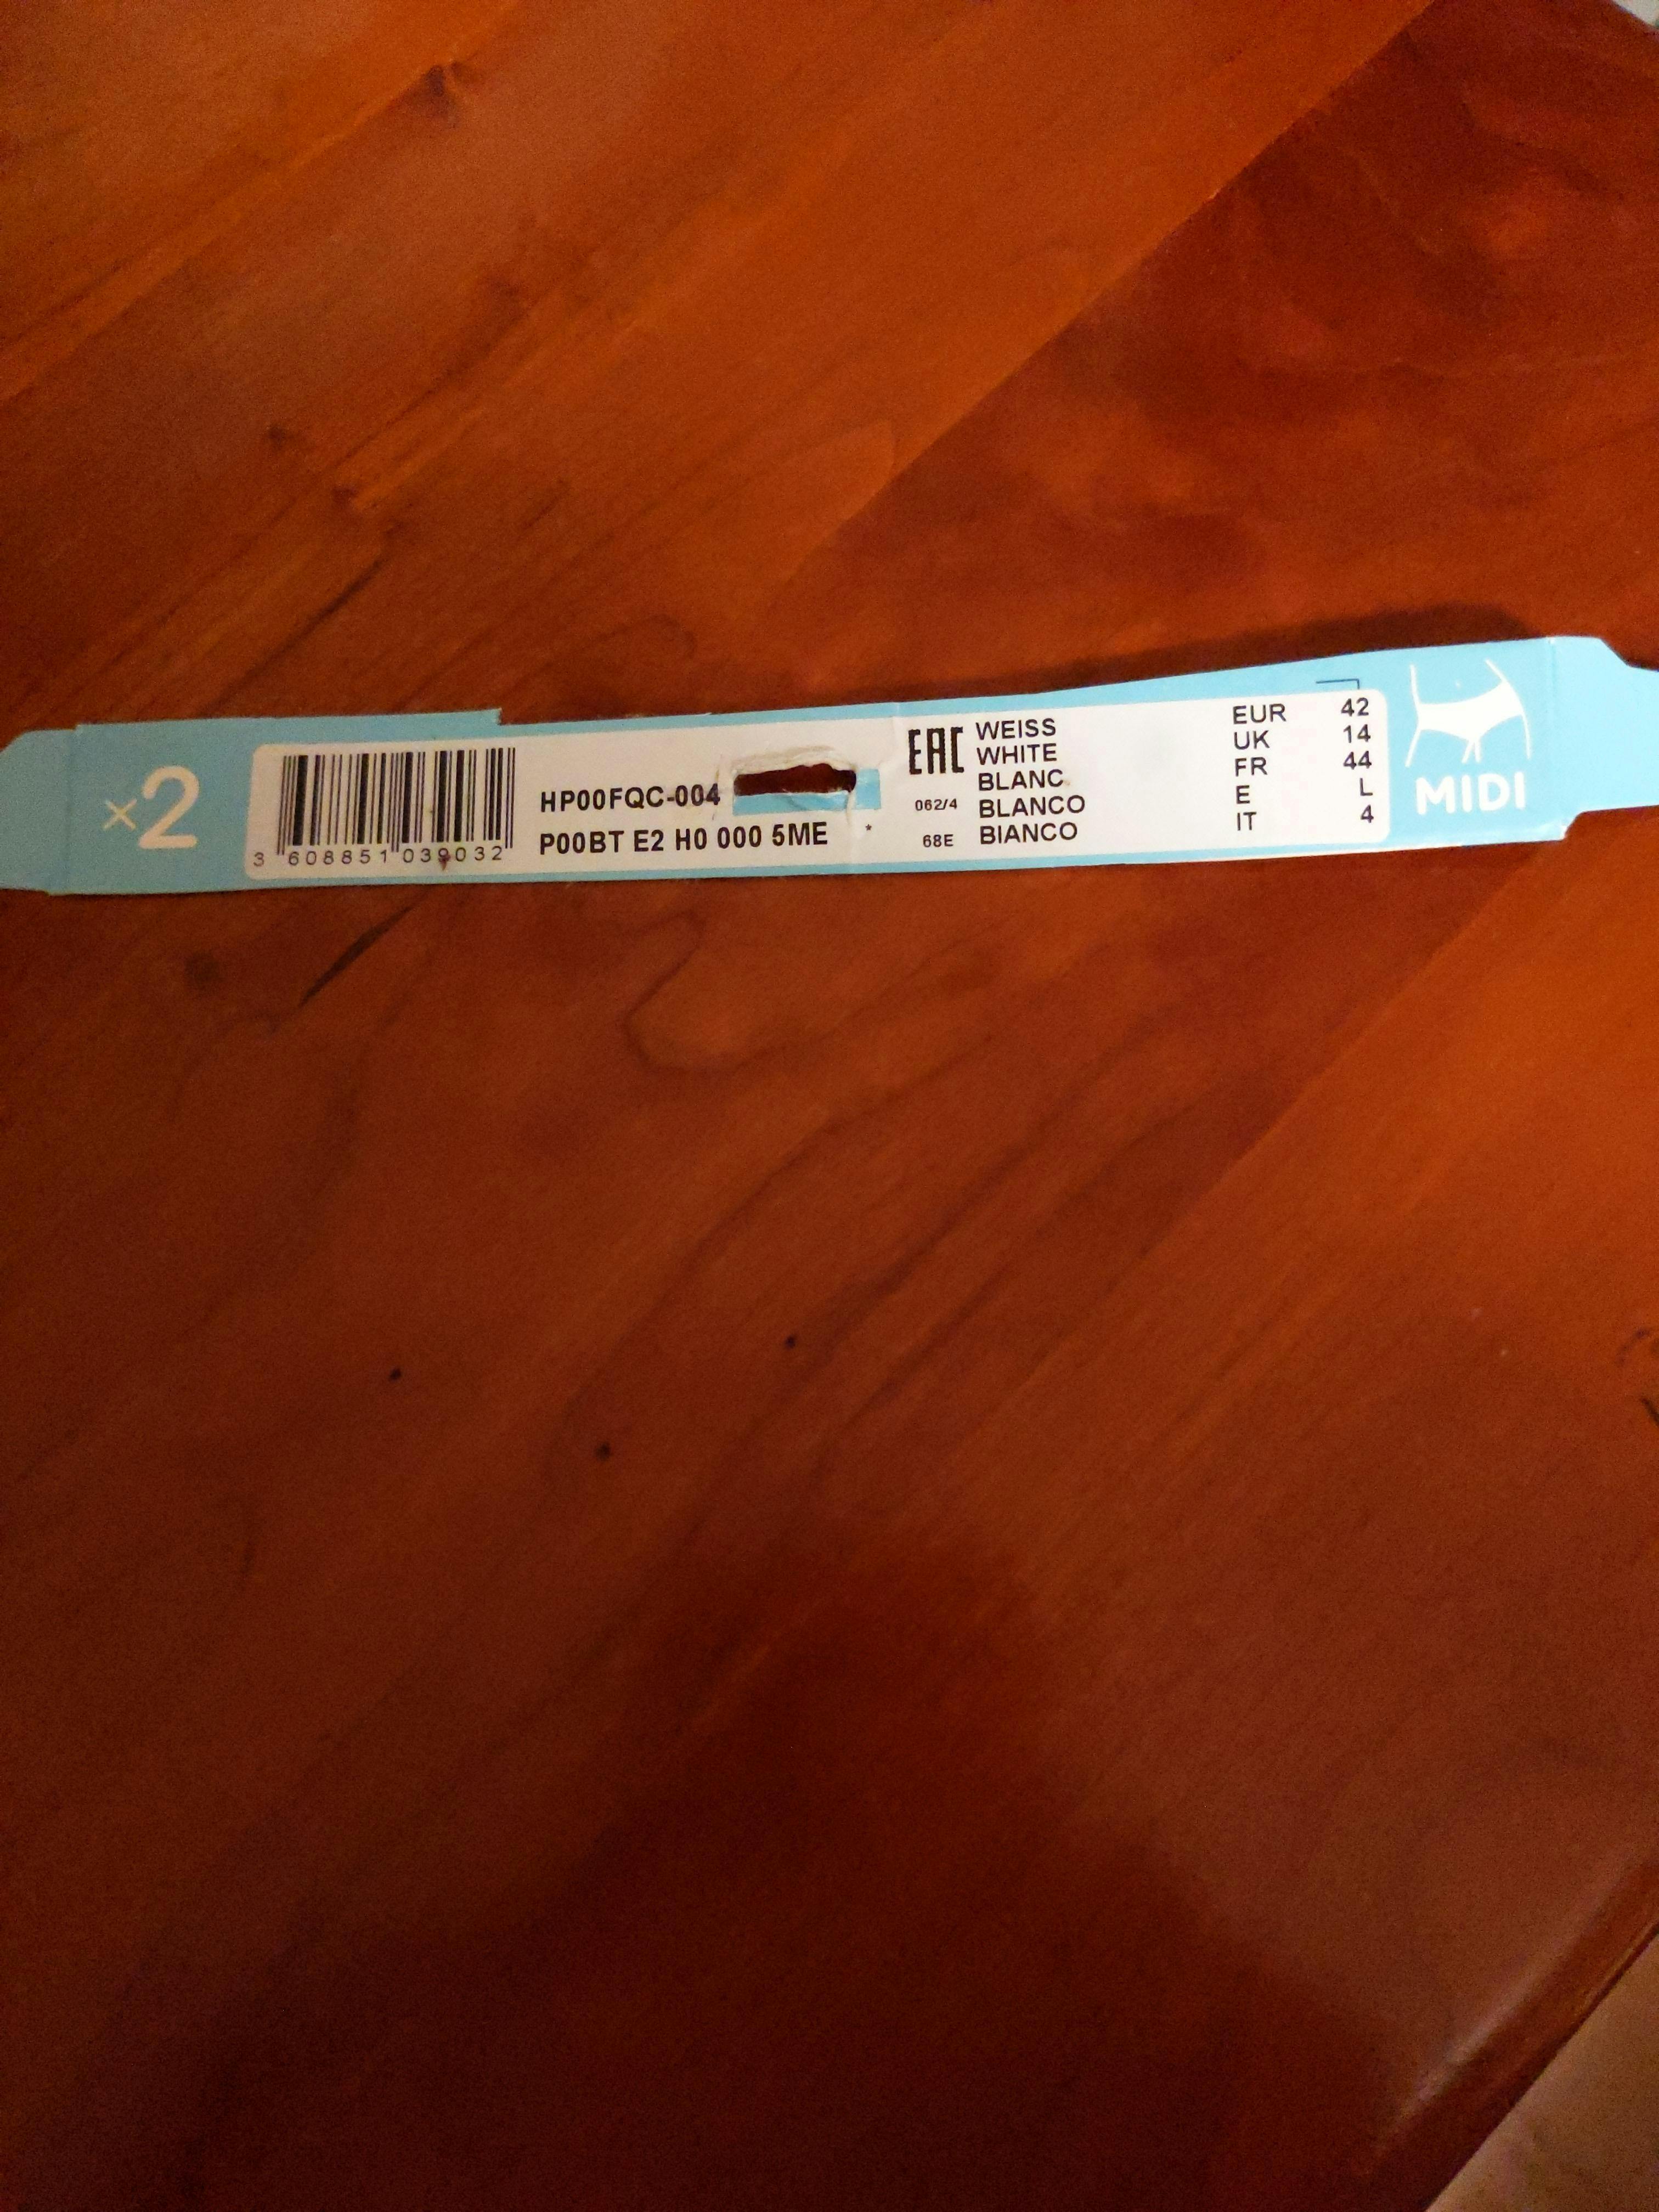 ×2
3 608851 039032
HP00FQC-004
P00BT E2 H0 000 5ME *
EAC
062/4
68E
WEISS
WHITE
BLANC
BLANCO
BIANCO
EUR 42
UK 14
FR 44
E L
IT 4
MIDI